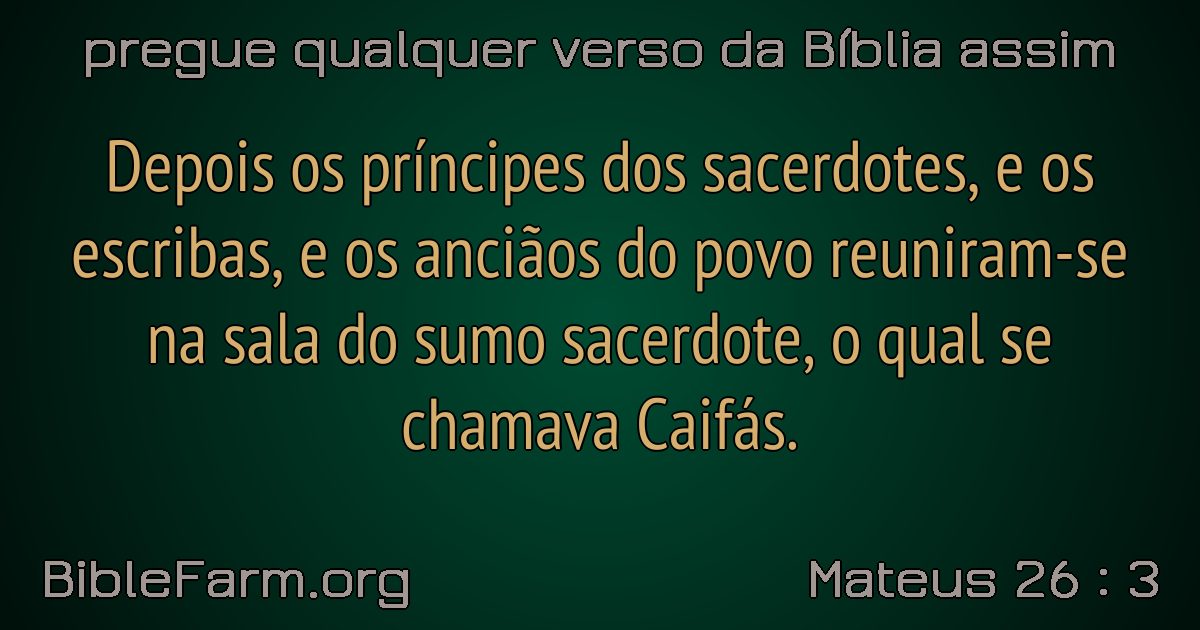 pregue qualquer verso da Bíblia assim
Depois os príncipes dos sacerdotes, e os
escribas, e os anciãos do povo reuniram-se
na sala do sumo sacerdote, o qual se
chamava Caifás.
BibleFarm.org
Mateus 26 : 3